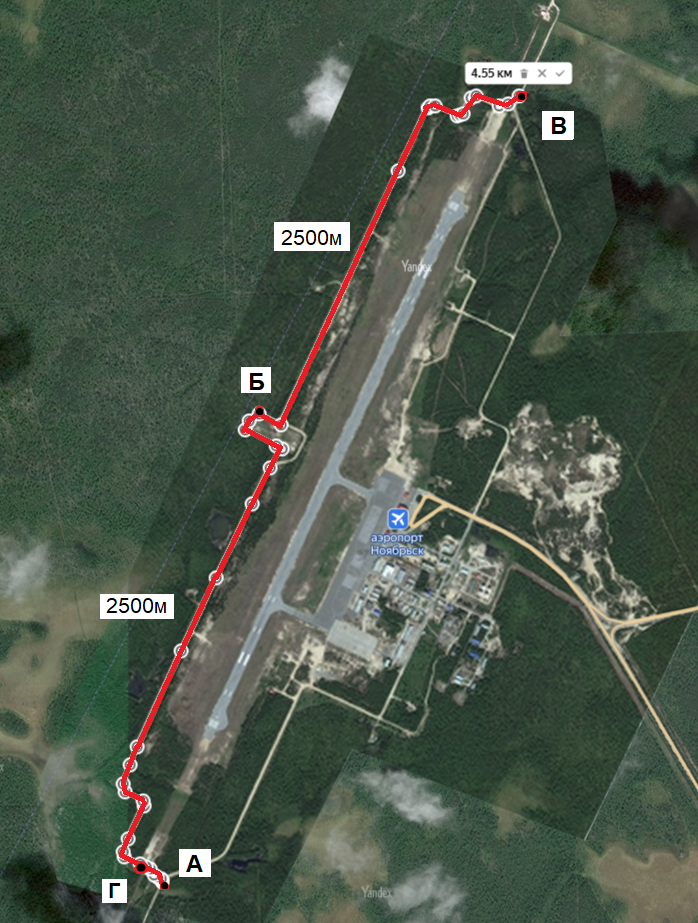 4.55 км
В
2500м
Yandex
Б
аэропорт
Ноябрьск
2500м
А
Г
Yandex